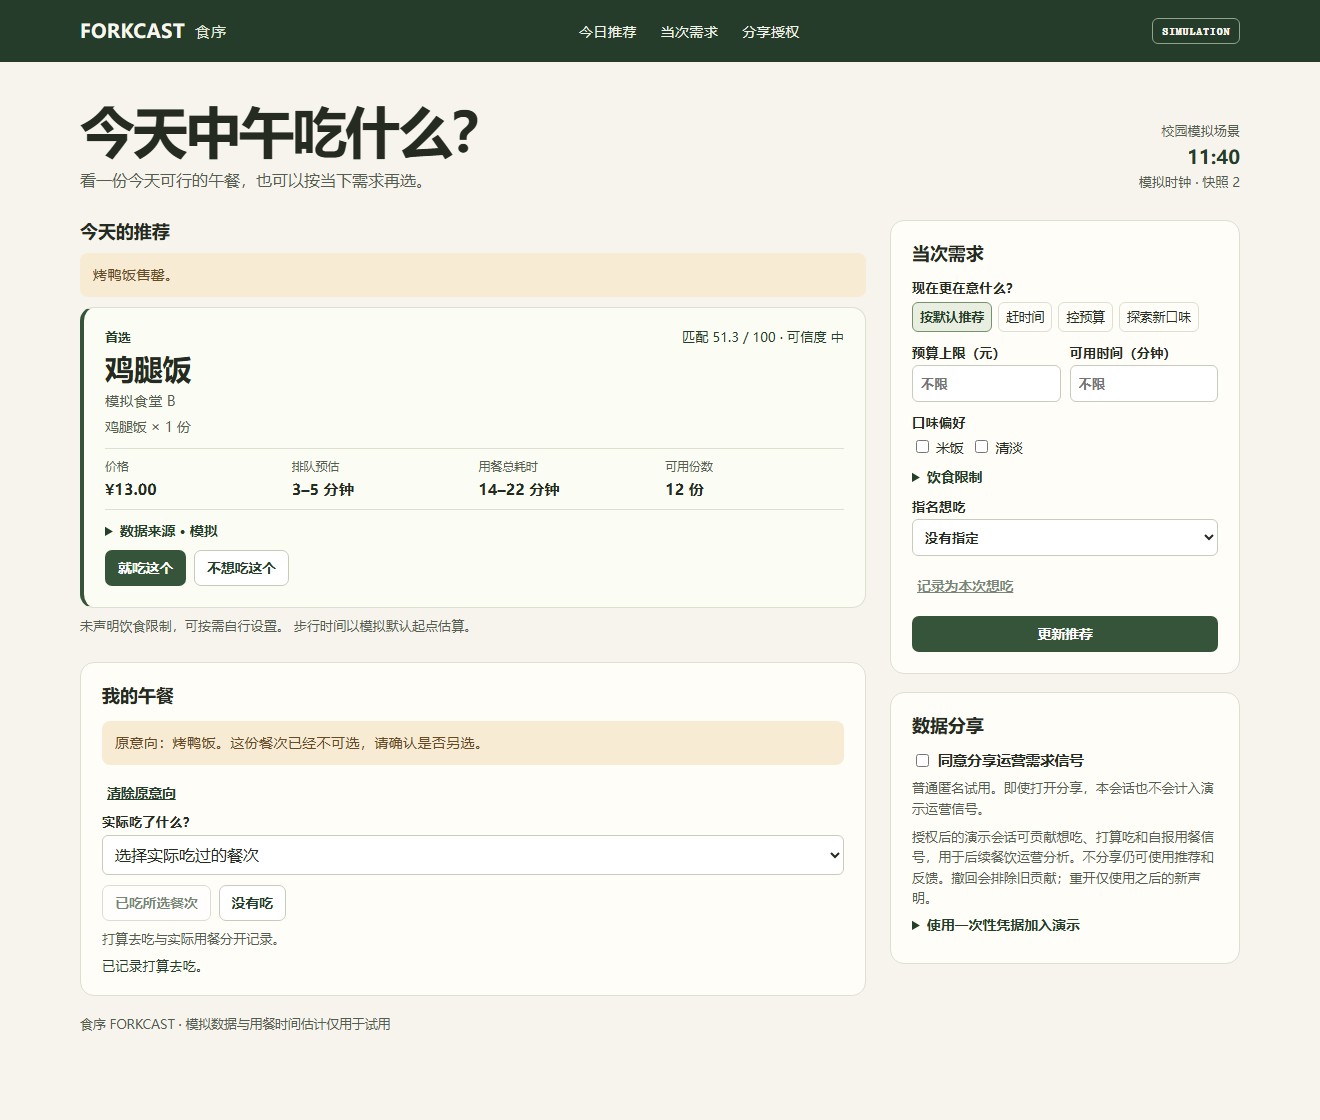 FORKCAST 食序
今日推荐 当次需求 分享授权
SIMULATION
今天中午吃什么？
看一份今天可行的午餐，也可以按当下需求再选。
校园模拟场景
11:40
模拟时钟 · 快照 2
今天的推荐
烤鸭饭售罄。
首选
匹配 51.3 / 100 · 可信度 中
鸡腿饭
模拟食堂 B
鸡腿饭 × 1 份
价格 排队预估 用餐总耗时 可用份数
¥13.00 3–5 分钟 14–22 分钟 12 份
数据来源 • 模拟
就吃这个 不想吃这个
未声明饮食限制，可按需自行设置。 步行时间以模拟默认起点估算。
我的午餐
原意向：烤鸭饭。这份餐次已经不可选，请确认是否另选。
清除原意向
实际吃了什么？
选择实际吃过的餐次
已吃所选餐次 没有吃
打算去吃与实际用餐分开记录。
已记录打算去吃。
当次需求
现在更在意什么？
按默认推荐 赶时间 控预算 探索新口味
预算上限（元） 可用时间（分钟）
不限 不限
口味偏好
米饭 清淡
饮食限制
指名想吃
没有指定
记录为本次想吃
更新推荐
数据分享
同意分享运营需求信号
普通匿名试用。即使打开分享，本会话也不会计入演
示运营信号。
授权后的演示会话可贡献想吃、打算吃和自报用餐信
号，用于后续餐饮运营分析。不分享仍可使用推荐和
反馈。撤回会排除旧贡献；重开仅使用之后的新声
明。
使用一次性凭据加入演示
食序 FORKCAST · 模拟数据与用餐时间估计仅用于试用